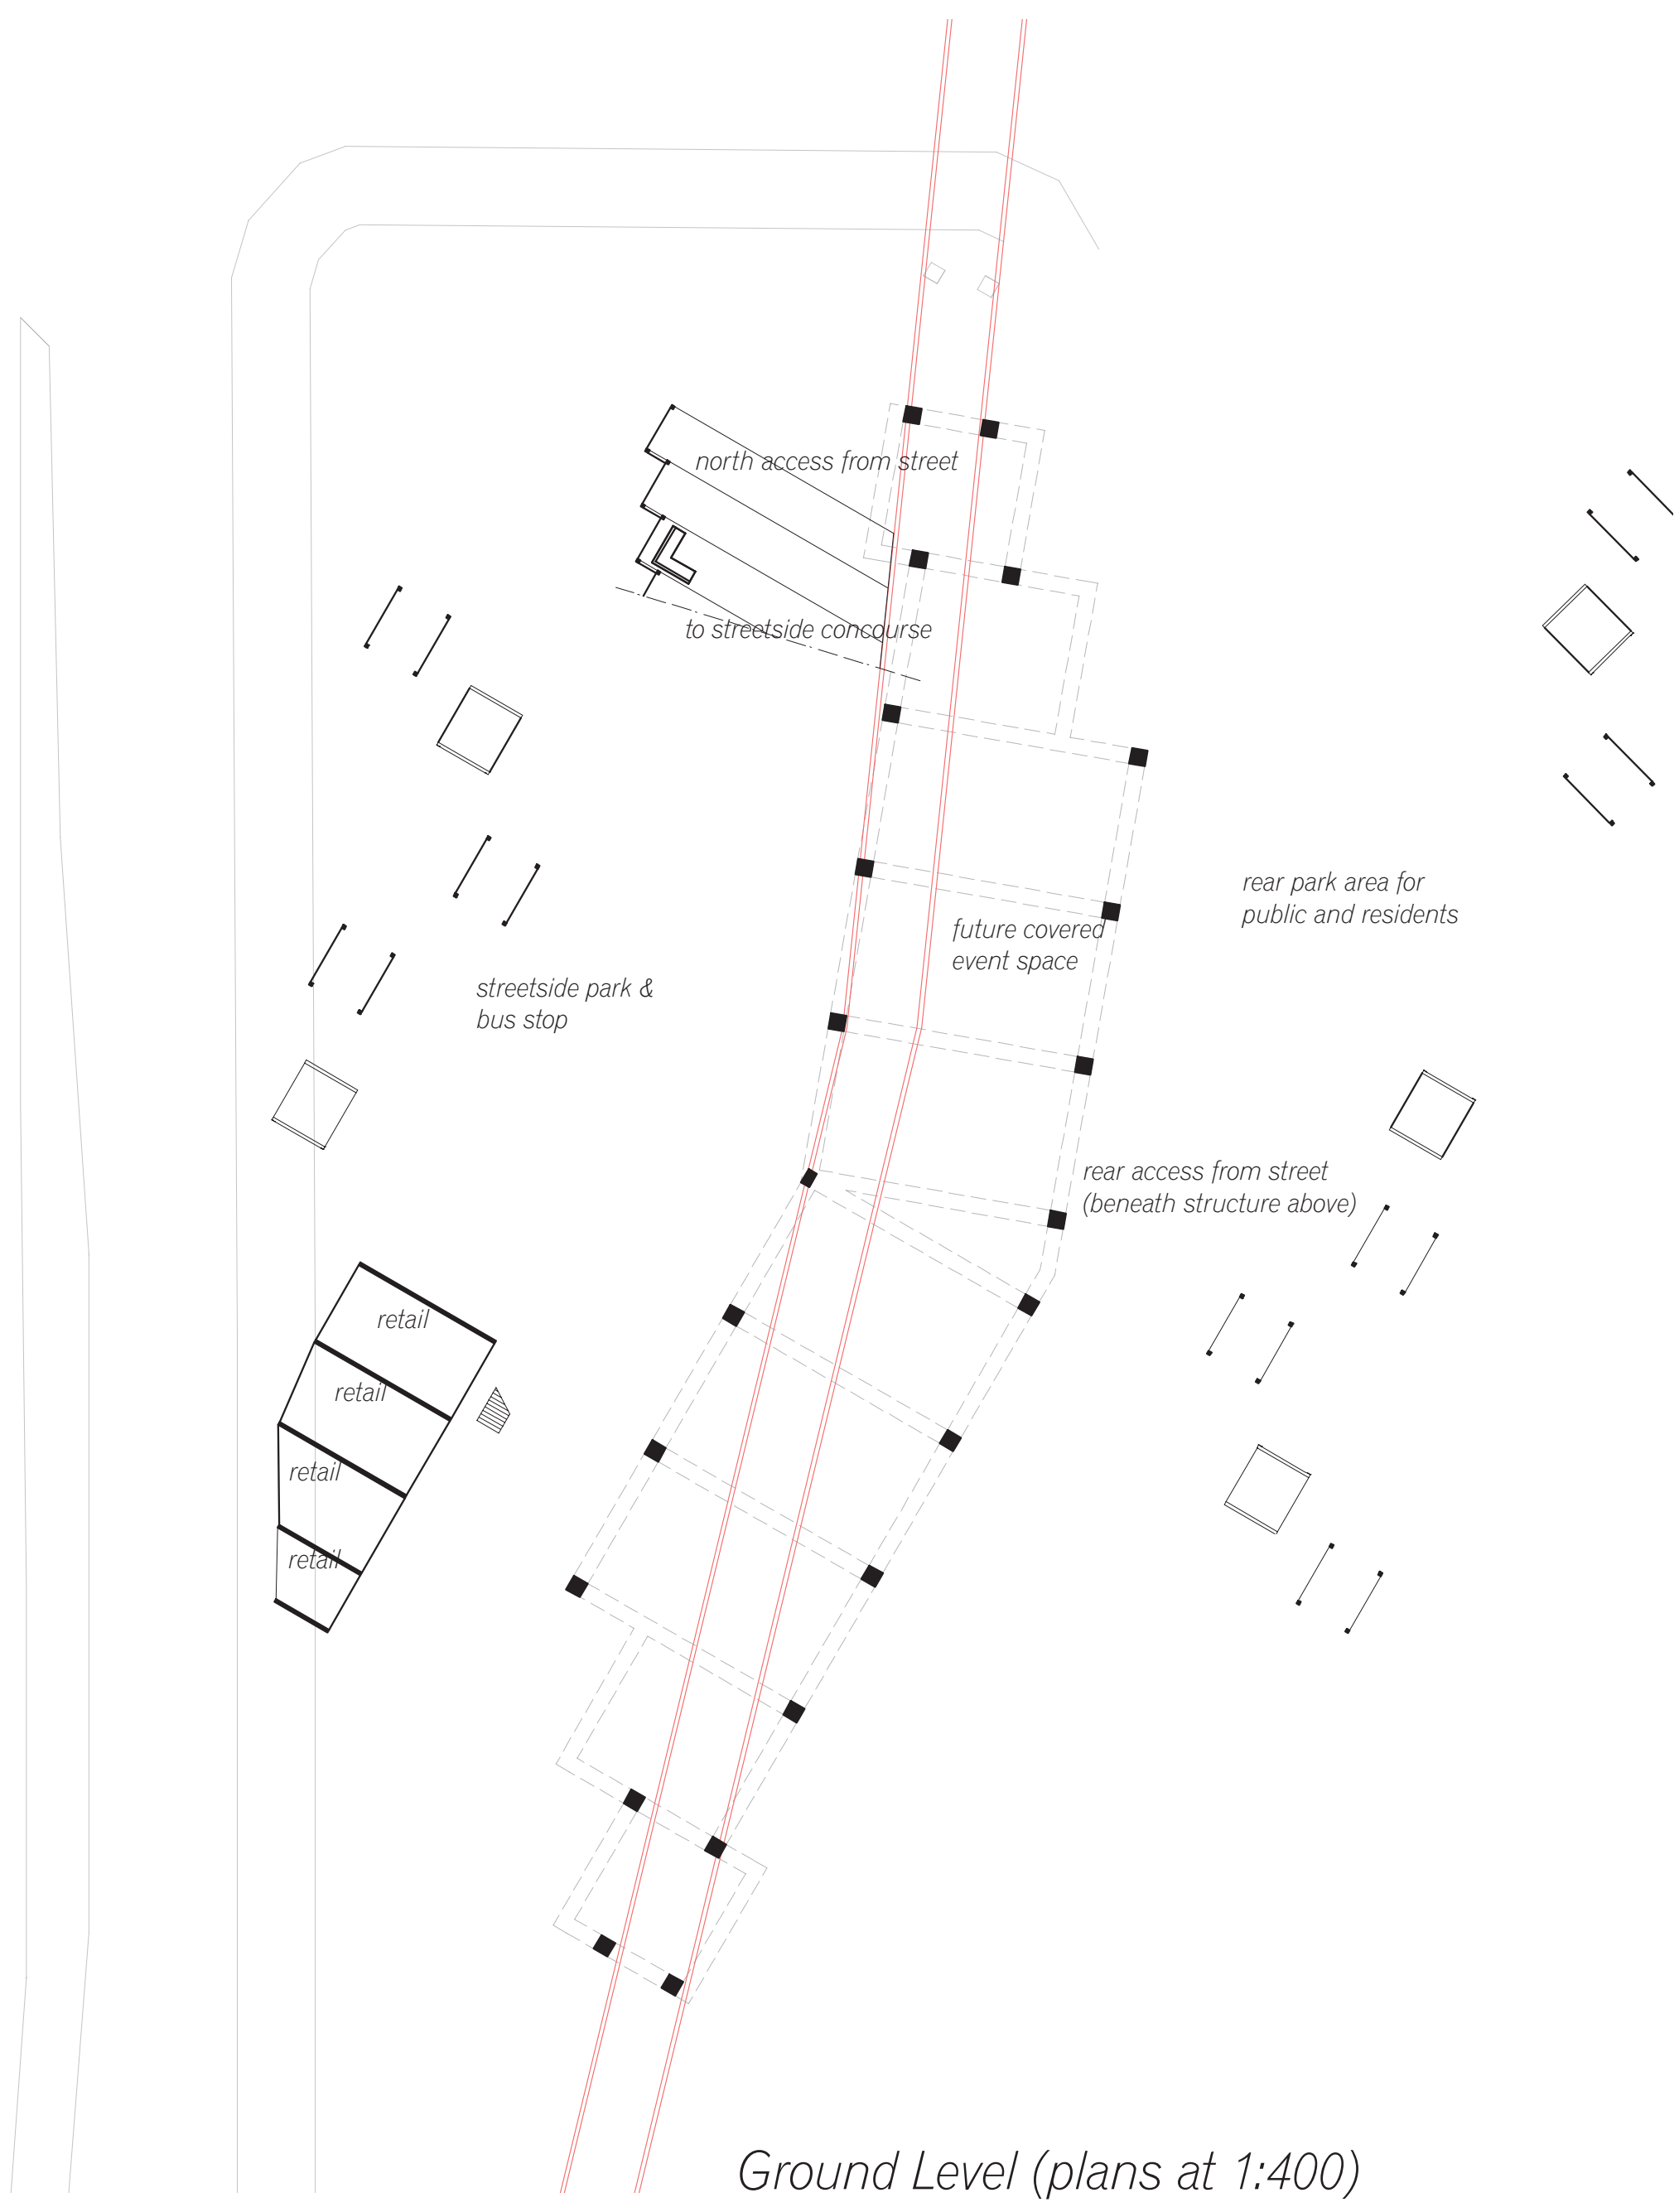 north access from street
to streetside concourse
rear park area for
public and residents
future covered
event space
streetside park &
bus stop
rear access from street
(beneath structure above)
retail
retail
retail
retail
Ground Level (plans at 1:400)